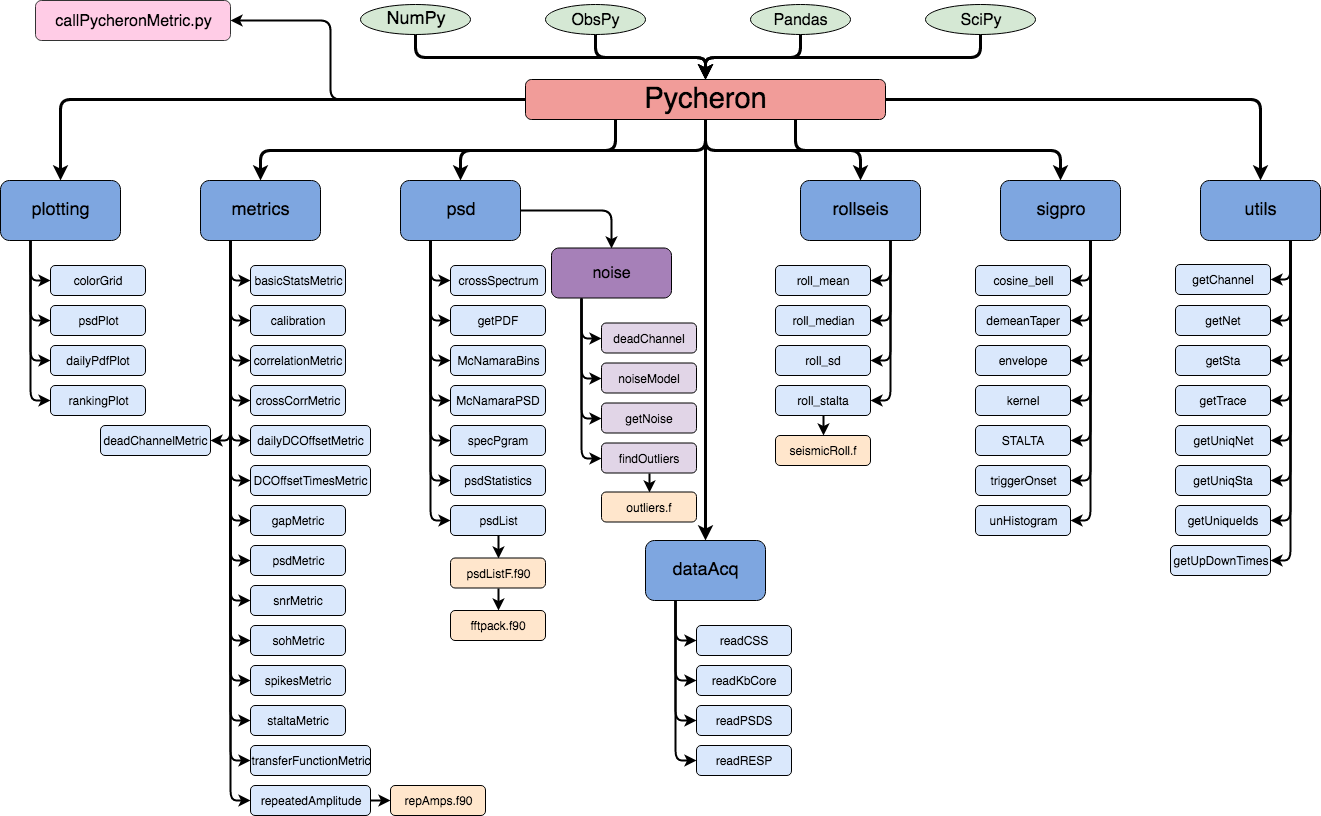 callPycheronMetric.py
NumPy
ObsPy
Pandas
SciPy
Pycheron
plotting
metrics
psd
rollseis
sigpro
utils
colorGrid
psdPlot
dailyPdfPlot
rankingPlot
basicStatsMetric
calibration
correlationMetric
crossCorrMetric
deadChannelMetric
dailyDCOffsetMetric
DCOffsetTimesMetric
gapMetric
psdMetric
snrMetric
sohMetric
spikesMetric
staltaMetric
transferFunctionMetric
repeatedAmplitude
repAmps.f90
crossSpectrum
getPDF
McNamaraBins
McNamaraPSD
specPgram
psdStatistics
psdList
psdListF.f90
fftpack.f90
noise
deadChannel
noiseModel
getNoise
findOutliers
outliers.f
dataAcq
readCSS
readKbCore
readPSDS
readRESP
roll_mean
roll_median
roll_sd
roll_stalta
seismicRoll.f
cosine_bell
demeanTaper
envelope
kernel
STALTA
triggerOnset
unHistogram
getChannel
getNet
getSta
getTrace
getUniqNet
getUniqSta
getUniqueIds
getUpDownTimes